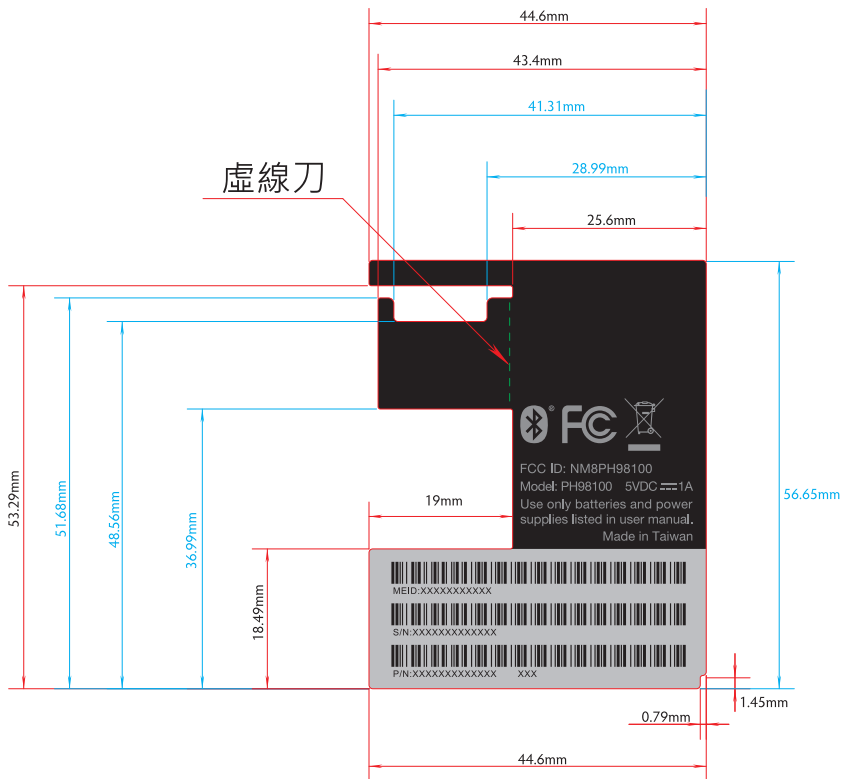 44.6mm
43.4mm
41.31mm
28.99mm
虛線刀
25.6mm
FCC ID: NM8PH98100
Model: PH98100 5VDC 1A
Use only batteries and power
supplies listed in user manual.
Made in Taiwan
53.29mm
51.68mm
48.56mm
36.99mm
19mm
56.65mm
18.49mm
MEID:XXXXXXXXXXX
S/N:XXXXXXXXXXXXX
P/N:XXXXXXXXXXXXX XXX
1.45mm
0.79mm
44.6mm